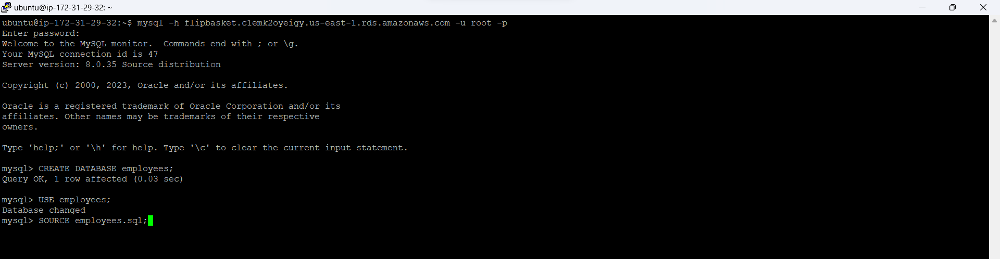 ubuntu@ip-172-31-29-32: ~
ubuntu@ip-172-31-29-32:~$ mysql -h flipbasket.c1emk2oyeigy.us-east-1.rds.amazonaws.com -u root -p
Enter password:
Welcome to the MySQL monitor.  Commands end with ; or \g.
Your MySQL connection id is 47
Server version: 8.0.35 Source distribution
Copyright (c) 2000, 2023, Oracle and/or its affiliates.
Oracle is a registered trademark of Oracle Corporation and/or its
affiliates. Other names may be trademarks of their respective
owners.
Type 'help;' or '\h' for help. Type '\c' to clear the current input statement.
mysql> CREATE DATABASE employees;
Query OK, 1 row affected (0.03 sec)
mysql> USE employees;
Database changed
mysql> SOURCE employees.sql;